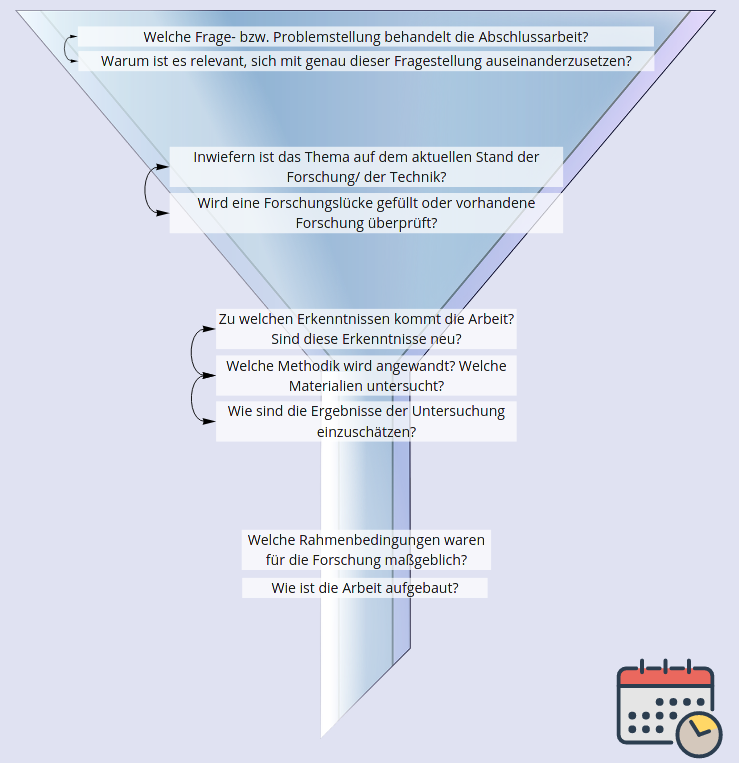 Welche Frage- bzw. Problemstellung behandelt die Abschlussarbeit?
Warum ist es relevant, sich mit genau dieser Fragestellung auseinanderzusetzen?
Inwiefern ist das Thema auf dem aktuellen Stand der
Forschung/ der Technik?
Wird eine Forschungslücke gefüllt oder vorhandene
Forschung überprüft?
Zu welchen Erkenntnissen kommt die Arbeit?
Sind diese Erkenntnisse neu?
Welche Methodik wird angewandt? Welche
Materialien untersucht?
Wie sind die Ergebnisse der Untersuchung
einzuschätzen?
Welche Rahmenbedingungen waren
für die Forschung maßgeblich?
Wie ist die Arbeit aufgebaut?